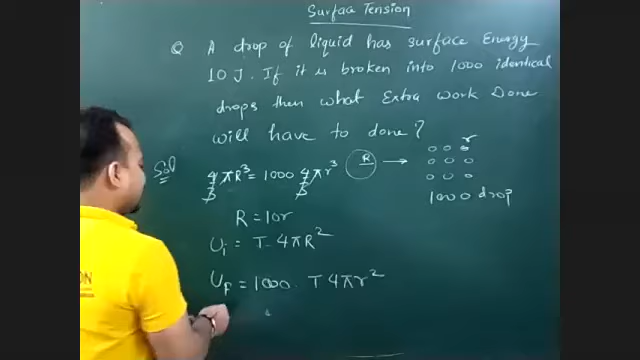 Surface Tension
Q A drop of liquid has surface Energy
10 J. If it is broken into 1000 identical
drops then what Extra Work Done
will have to done?
Sol
4/3 πR³ = 1000 4/3 πr³
R
→
r
1000 drop
R = 10r
Ui = T. 4πR²
UF = 1000. T 4πr²
ON